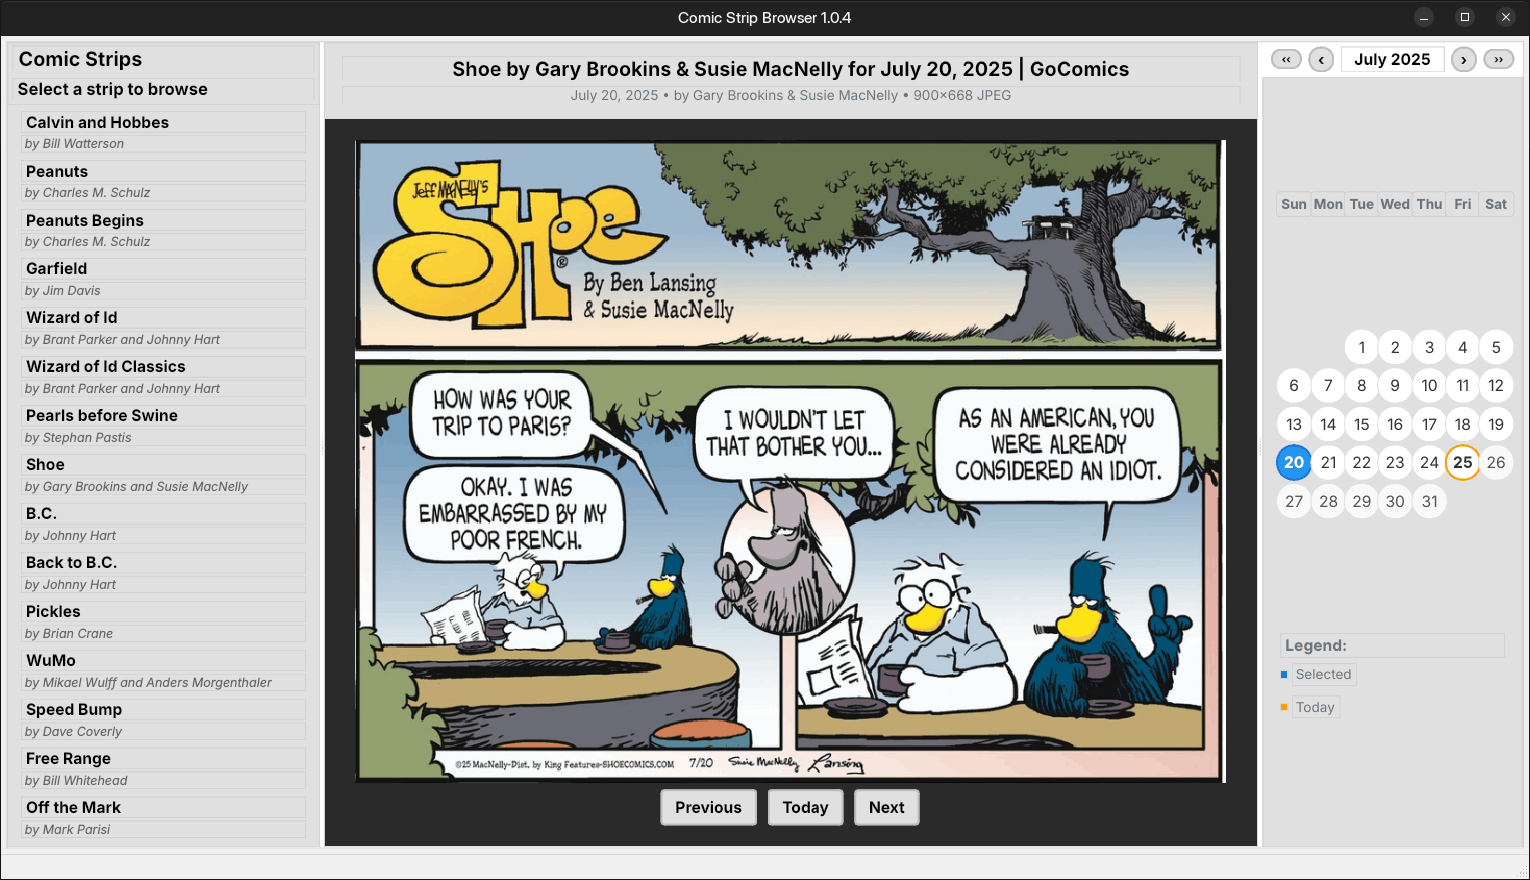 Comic Strip Browser 1.0.4
Comic Strips
Select a strip to browse
Calvin and Hobbes
by Bill Watterson
Peanuts
by Charles M. Schulz
Peanuts Begins
by Charles M. Schulz
Garfield
by Jim Davis
Wizard of Id
by Brant Parker and Johnny Hart
Wizard of Id Classics
by Brant Parker and Johnny Hart
Pearls before Swine
by Stephan Pastis
Shoe
by Gary Brookins and Susie MacNelly
B.C.
by Johnny Hart
Back to B.C.
by Johnny Hart
Pickles
by Brian Crane
WuMo
by Mikael Wulff and Anders Morgenthaler
Speed Bump
by Dave Coverly
Free Range
by Bill Whitehead
Off the Mark
by Mark Parisi
Shoe by Gary Brookins & Susie MacNelly for July 20, 2025 | GoComics
July 20, 2025 • by Gary Brookins & Susie MacNelly • 900×668 JPEG
JEFF MACNELLY'S
SHOE
®
By Ben Lansing
& Susie MacNelly
HOW WAS YOUR
TRIP TO PARIS?
OKAY. I WAS
EMBARRASSED BY MY
POOR FRENCH.
I WOULDN'T LET
THAT BOTHER YOU...
AS AN AMERICAN, YOU
WERE ALREADY
CONSIDERED AN IDIOT.
©25 MacNelly-Dist. by King Features-SHOECOMICS.COM 7/20 Susie MacNelly Lansing
Previous Today Next
‹‹ ‹ July 2025 › ››
Sun Mon Tue Wed Thu Fri Sat
1 2 3 4 5
6 7 8 9 10 11 12
13 14 15 16 17 18 19
20 21 22 23 24 25 26
27 28 29 30 31
Legend:
Selected
Today